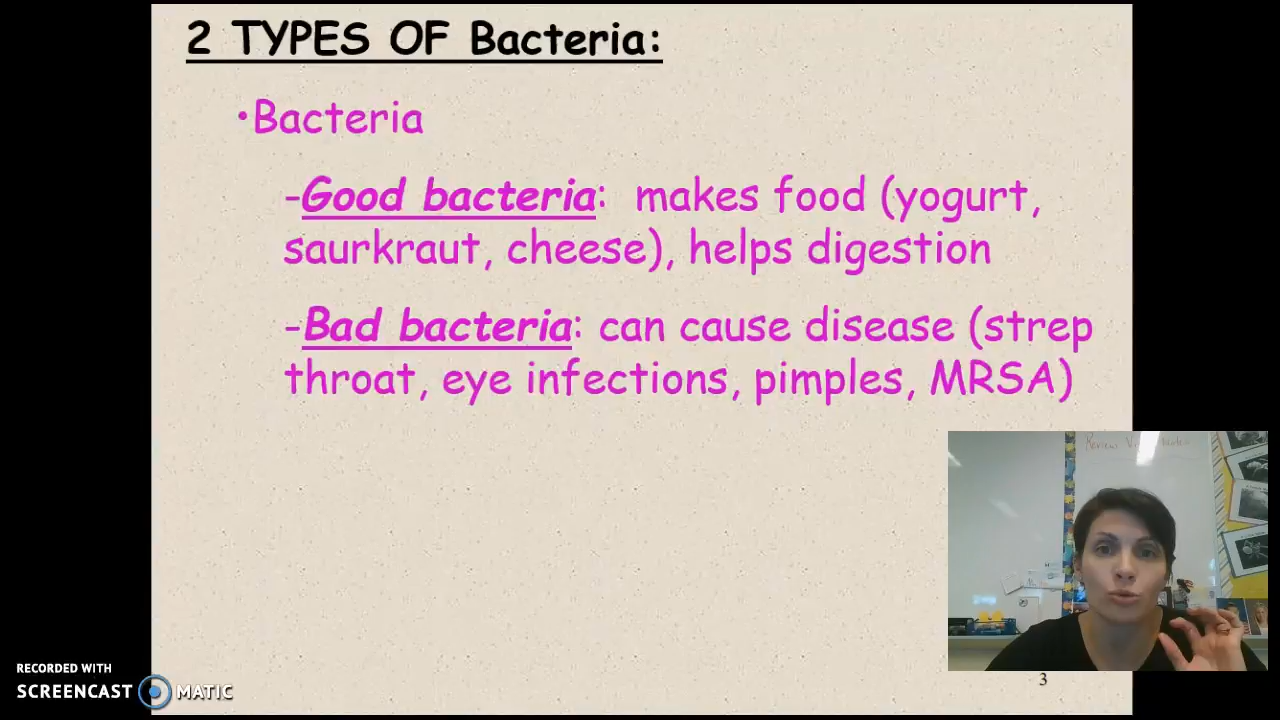 2 TYPES OF Bacteria:
•Bacteria
-Good bacteria: makes food (yogurt,
saurkraut, cheese), helps digestion
-Bad bacteria: can cause disease (strep
throat, eye infections, pimples, MRSA)
Review
3
RECORDED WITH
SCREENCAST MATIC